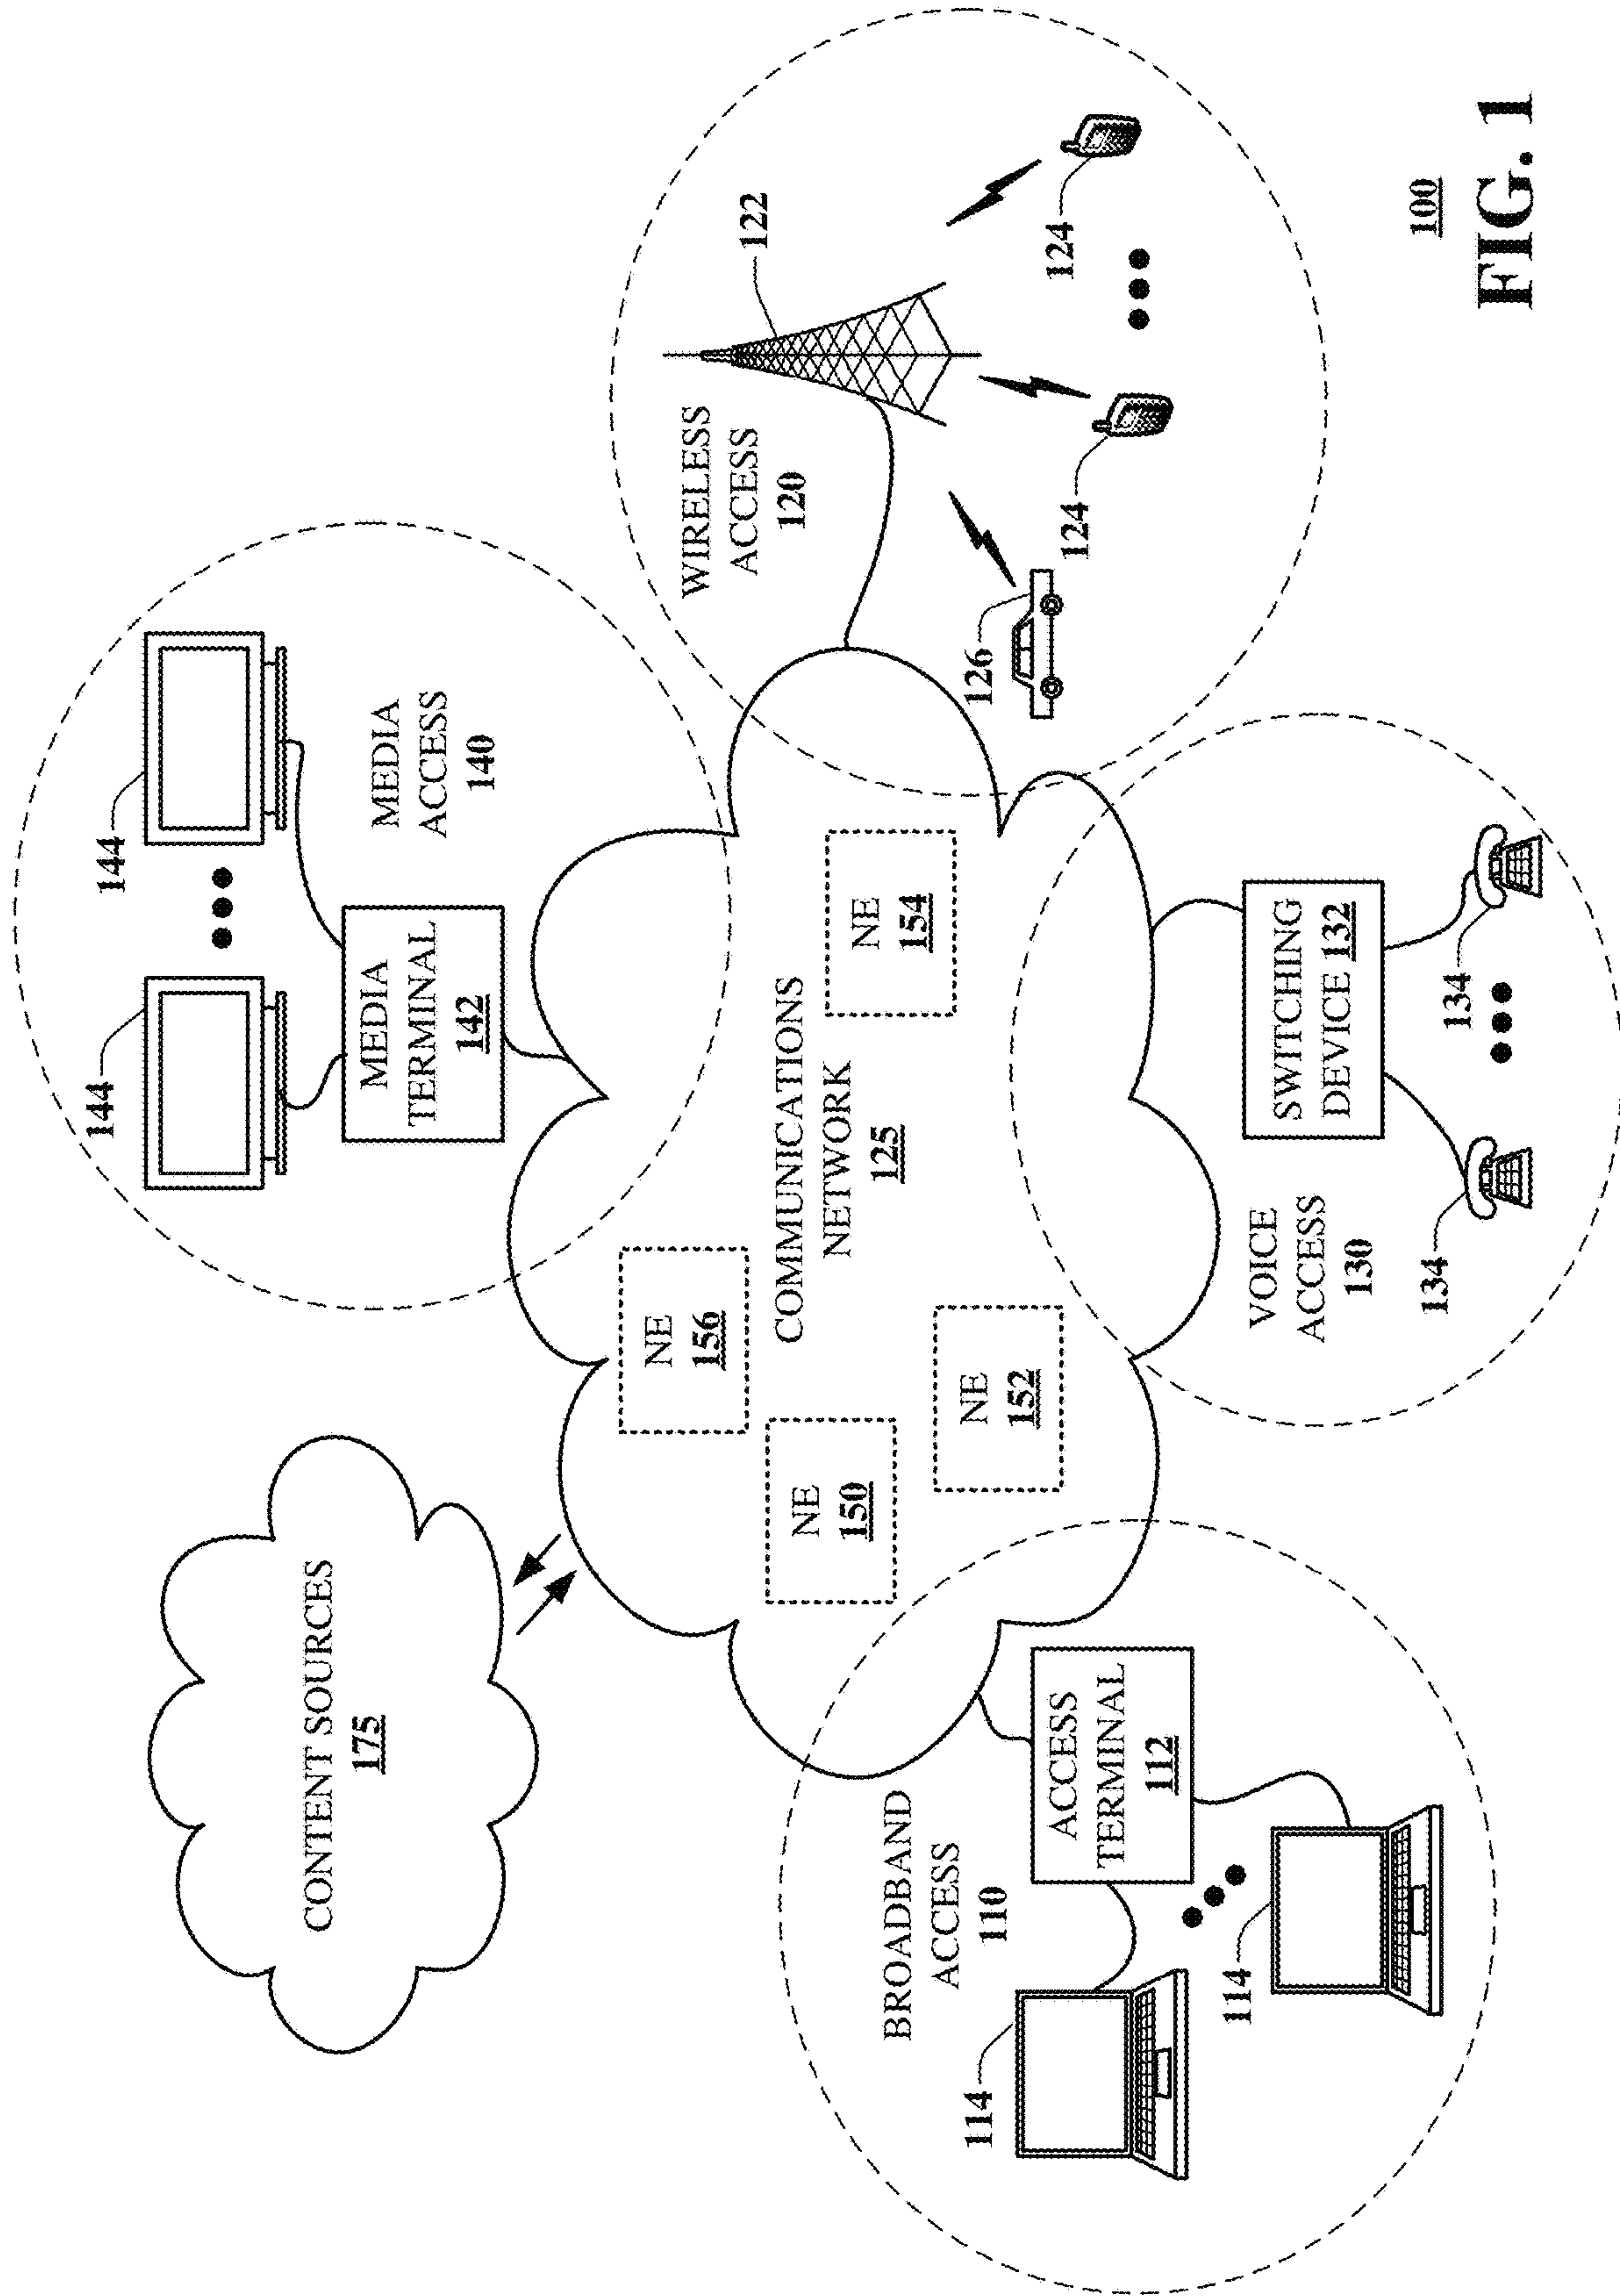 CONTENT SOURCES
175
144
144
MEDIA
TERMINAL
142
MEDIA
ACCESS
140
WIRELESS
ACCESS
120
122
124
124
126
NE
156
NE
150
NE
152
NE
154
COMMUNICATIONS
NETWORK
125
BROADBAND
ACCESS
110
ACCESS
TERMINAL
112
114
114
VOICE
ACCESS
130
SWITCHING
DEVICE 132
134
134
100
FIG. 1